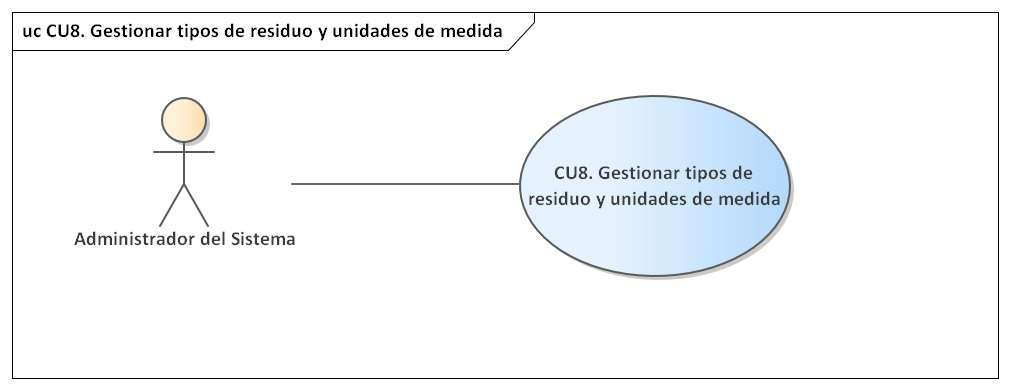 uc CU8. Gestionar tipos de residuo y unidades de medida
CU8. Gestionar tipos de
residuo y unidades de medida
Administrador del Sistema